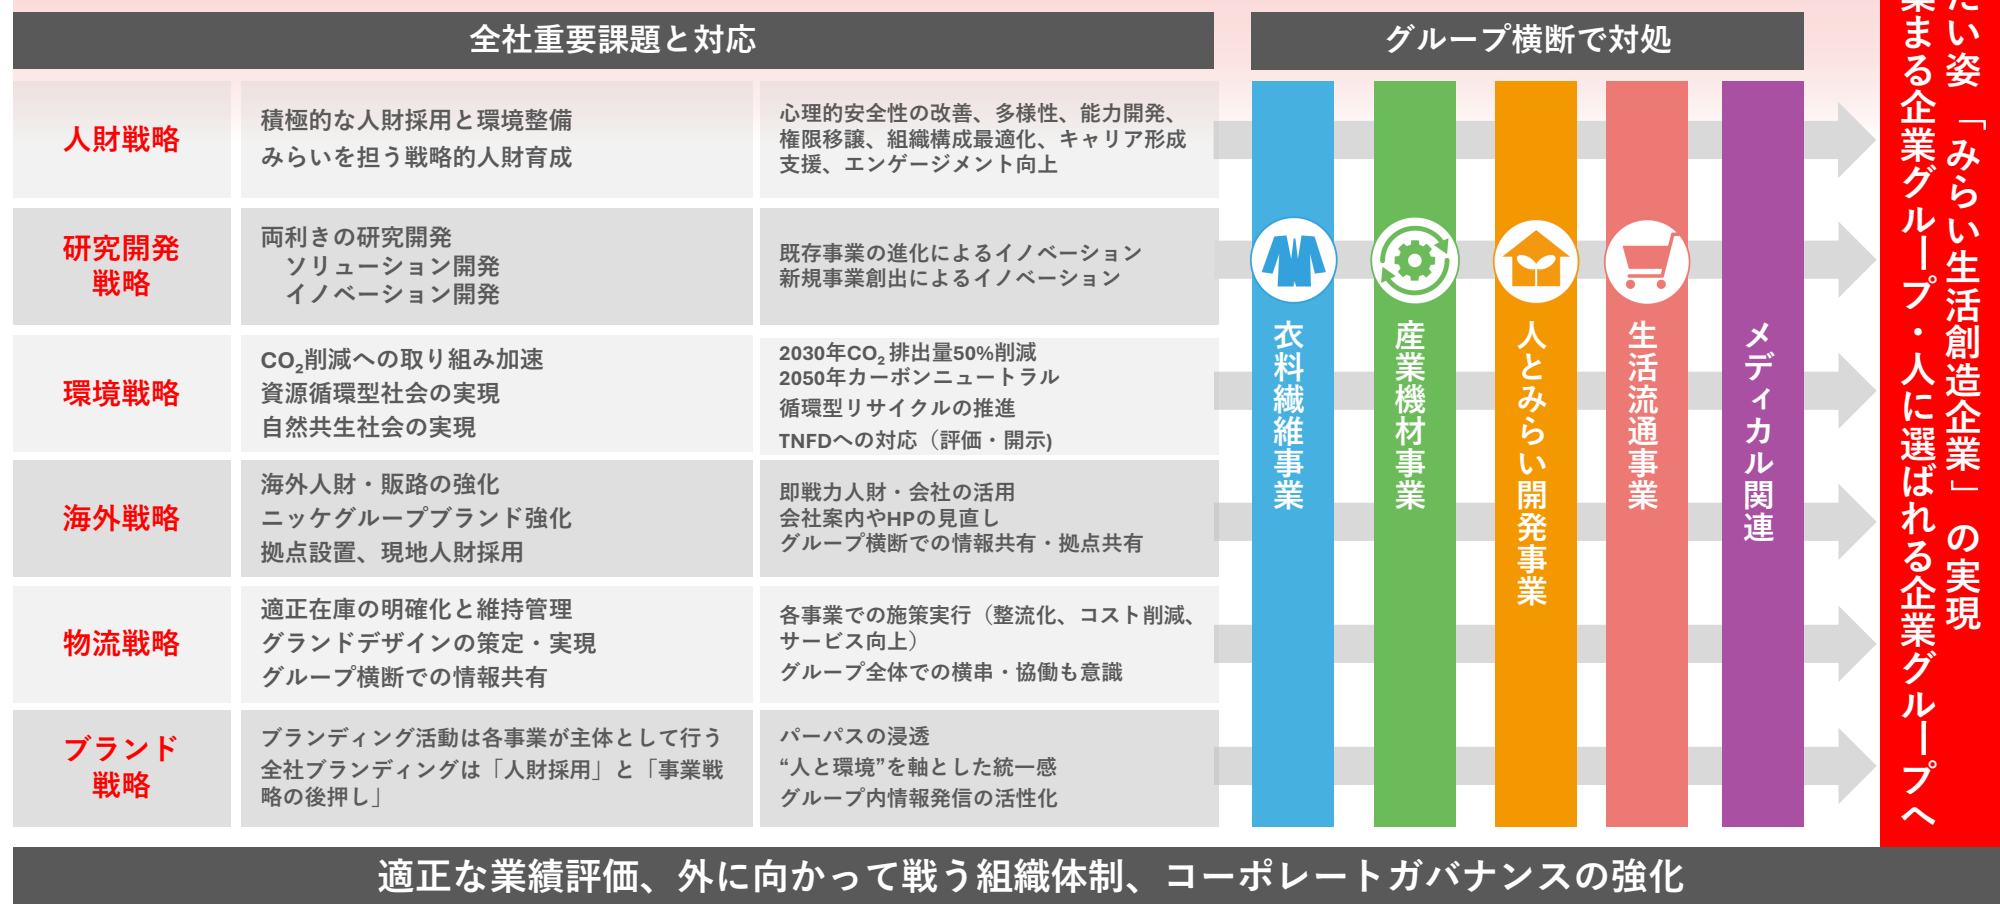 全社重要課題と対応
グループ横断で対処
人財戦略
積極的な人財採用と環境整備
みらいを担う戦略的人財育成
心理的安全性の改善、多様性、能力開発、
権限移譲、組織構成最適化、キャリア形成
支援、エンゲージメント向上
研究開発
戦略
両利きの研究開発
ソリューション開発
イノベーション開発
既存事業の進化によるイノベーション
新規事業創出によるイノベーション
環境戦略
CO₂削減への取り組み加速
資源循環型社会の実現
自然共生社会の実現
2030年CO₂排出量50%削減
2050年カーボンニュートラル
循環型リサイクルの推進
TNFDへの対応（評価・開示)
海外戦略
海外人財・販路の強化
ニッケグループブランド強化
拠点設置、現地人財採用
即戦力人財・会社の活用
会社案内やHPの見直し
グループ横断での情報共有・拠点共有
物流戦略
適正在庫の明確化と維持管理
グランドデザインの策定・実現
グループ横断での情報共有
各事業での施策実行（整流化、コスト削減、
サービス向上）
グループ全体での横串・協働も意識
ブランド
戦略
ブランディング活動は各事業が主体として行う
全社ブランディングは「人財採用」と「事業戦
略の後押し」
パーパスの浸透
“人と環境”を軸とした統一感
グループ内情報発信の活性化
衣料繊維事業
産業機材事業
人とみらい開発事業
生活流通事業
メディカル関連
い姿「みらい生活創造企業」の実現
まる企業グループ・人に選ばれる企業グループへ
適正な業績評価、外に向かって戦う組織体制、コーポレートガバナンスの強化